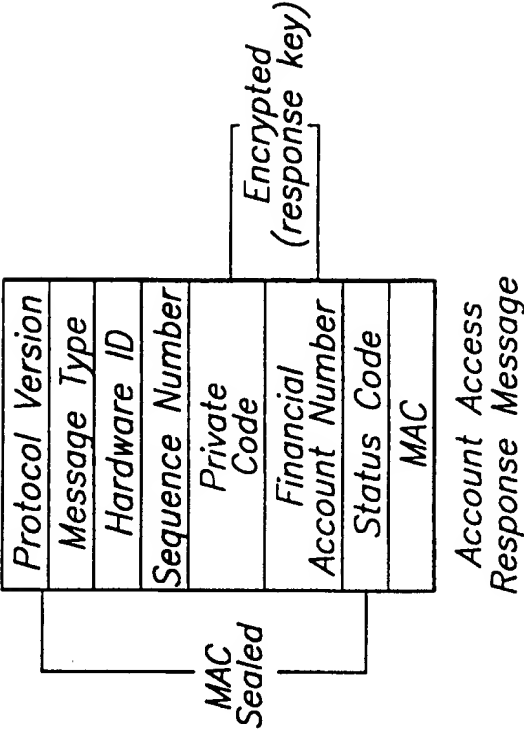 Protocol Version
Message Type
Hardware ID
Sequence Number
Private
Code
Financial
Account Number
Status Code
MAC
MAC
Sealed
Encrypted
(response key)
Account Access
Response Message